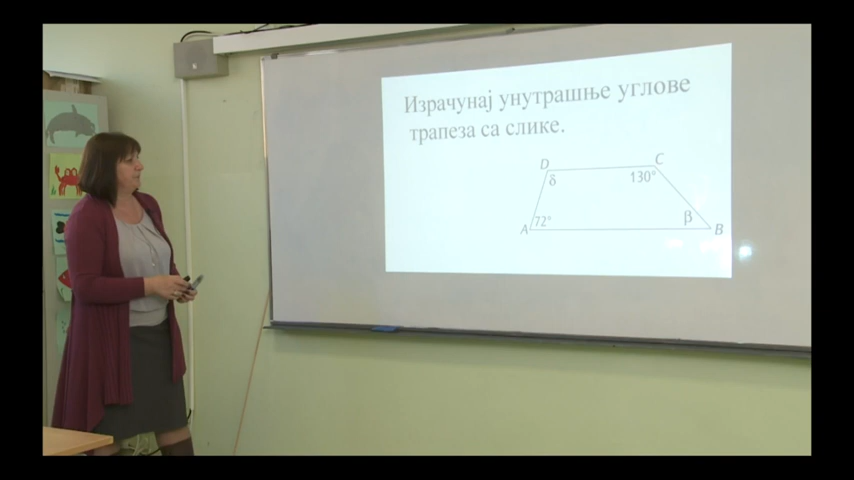 Израчунај унутрашње углове
трапеза са слике.
D C
δ 130°
72° β
A B